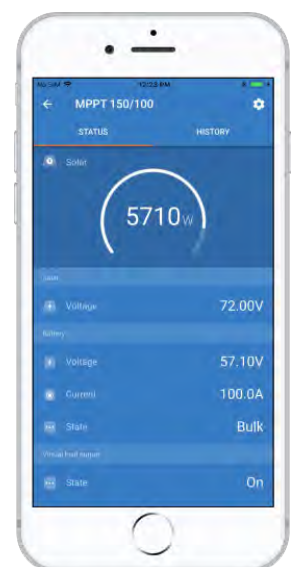 MPPT 150/100
STATUS HISTORY
Solar
5710W
Solar
Voltage 72.00V
Battery
Voltage 57.10V
Current 100.0A
State Bulk
Virtual load output
State On